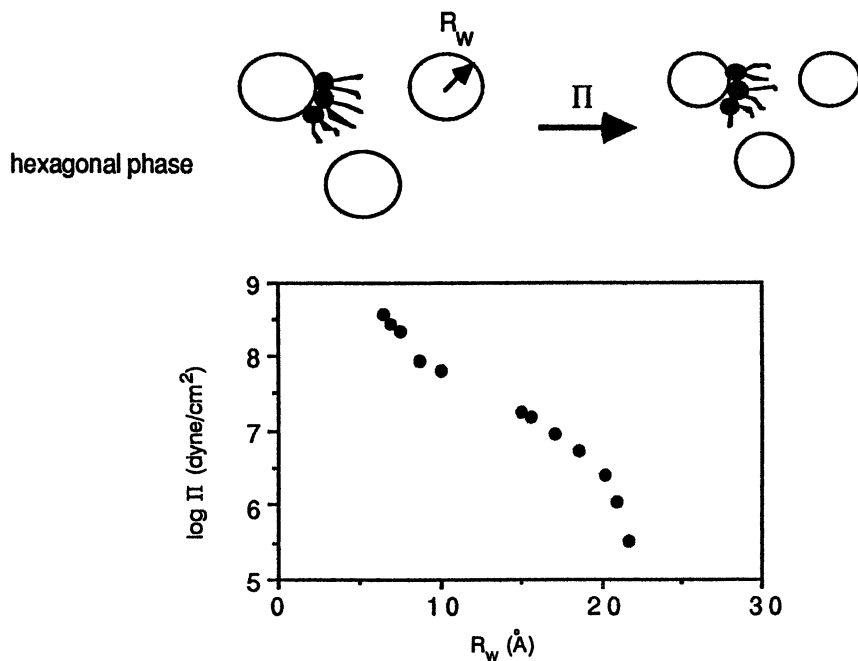 R_W
Π
hexagonal phase
9
8
7
6
5
log Π (dyne/cm²)
0 10 20 30
R_W (Å)